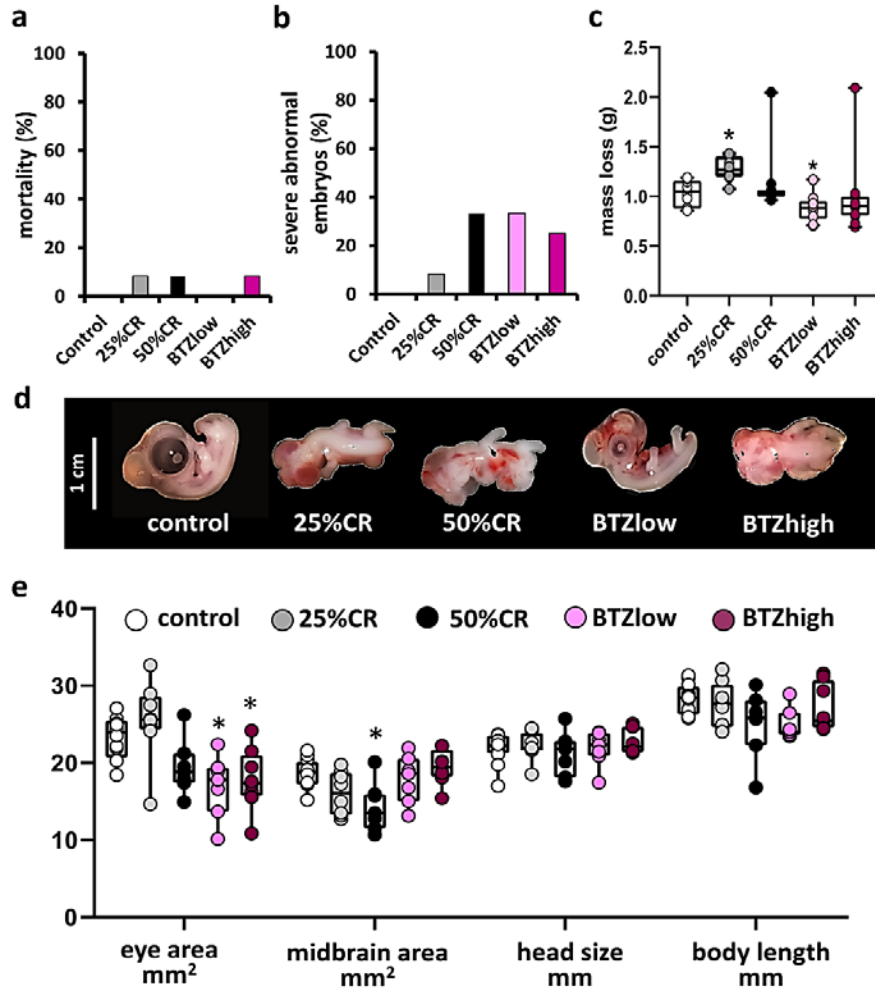 a
mortality (%)
100
80
60
40
20
0
Control
25%CR
50%CR
BTZlow
BTZhigh
b
severe abnormal
embryos (%)
100
80
60
40
20
0
Control
25%CR
50%CR
BTZlow
BTZhigh
c
mass loss (g)
2.5
2.0
1.5
1.0
0.5
0.0
*
*
control
25%CR
50%CR
BTZlow
BTZhigh
d
1 cm
control
25%CR
50%CR
BTZlow
BTZhigh
e
40
30
20
10
0
control
25%CR
50%CR
BTZlow
BTZhigh
* *
*
eye area
mm²
midbrain area
mm²
head size
mm
body length
mm